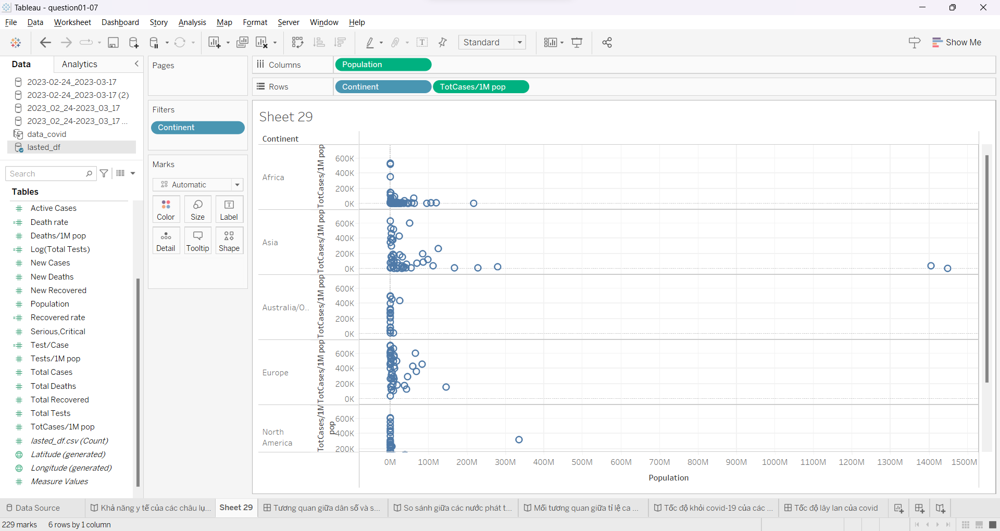 Tableau - question01-07
File Data Worksheet Dashboard Story Analysis Map Format Server Window Help
Standard
Show Me
Data Analytics
2023-02-24_2023-03-17
2023-02-24_2023-03-17 (2)
2023_02_24-2023_03_17
2023_02_24-2023_03_17 ...
data_covid
lasted_df
Search
Tables
Active Cases
Death rate
Deaths/1M pop
Log(Total Tests)
New Cases
New Deaths
New Recovered
Population
Recovered rate
Serious,Critical
Test/Case
Tests/1M pop
Total Cases
Total Deaths
Total Recovered
Total Tests
TotCases/1M pop
lasted_df.csv (Count)
Latitude (generated)
Longitude (generated)
Measure Values
Pages
Filters
Continent
Marks
Automatic
Color Size Label
Detail Tooltip Shape
Columns Population
Rows Continent TotCases/1M pop
Sheet 29
Continent
Africa
TotCases/1M pop
600K
400K
200K
0K
Asia
TotCases/1M pop
600K
400K
200K
0K
Australia/O..
TotCases/1M pop
600K
400K
200K
0K
Europe
TotCases/1M pop
600K
400K
200K
0K
North
America
TotCases/1M
pop
600K
400K
200K
0M 100M 200M 300M 400M 500M 600M 700M 800M 900M 1000M 1100M 1200M 1300M 1400M 1500M
Population
Data Source Khả năng y tế của các châu lụ... Sheet 29 Tương quan giữa dân số và s... So sánh giữa các nước phát t... Mối tương quan giữa tỉ lệ ca ... Tốc độ khỏi covid-19 của các ... Tốc độ lây lan của covid
229 marks 6 rows by 1 column